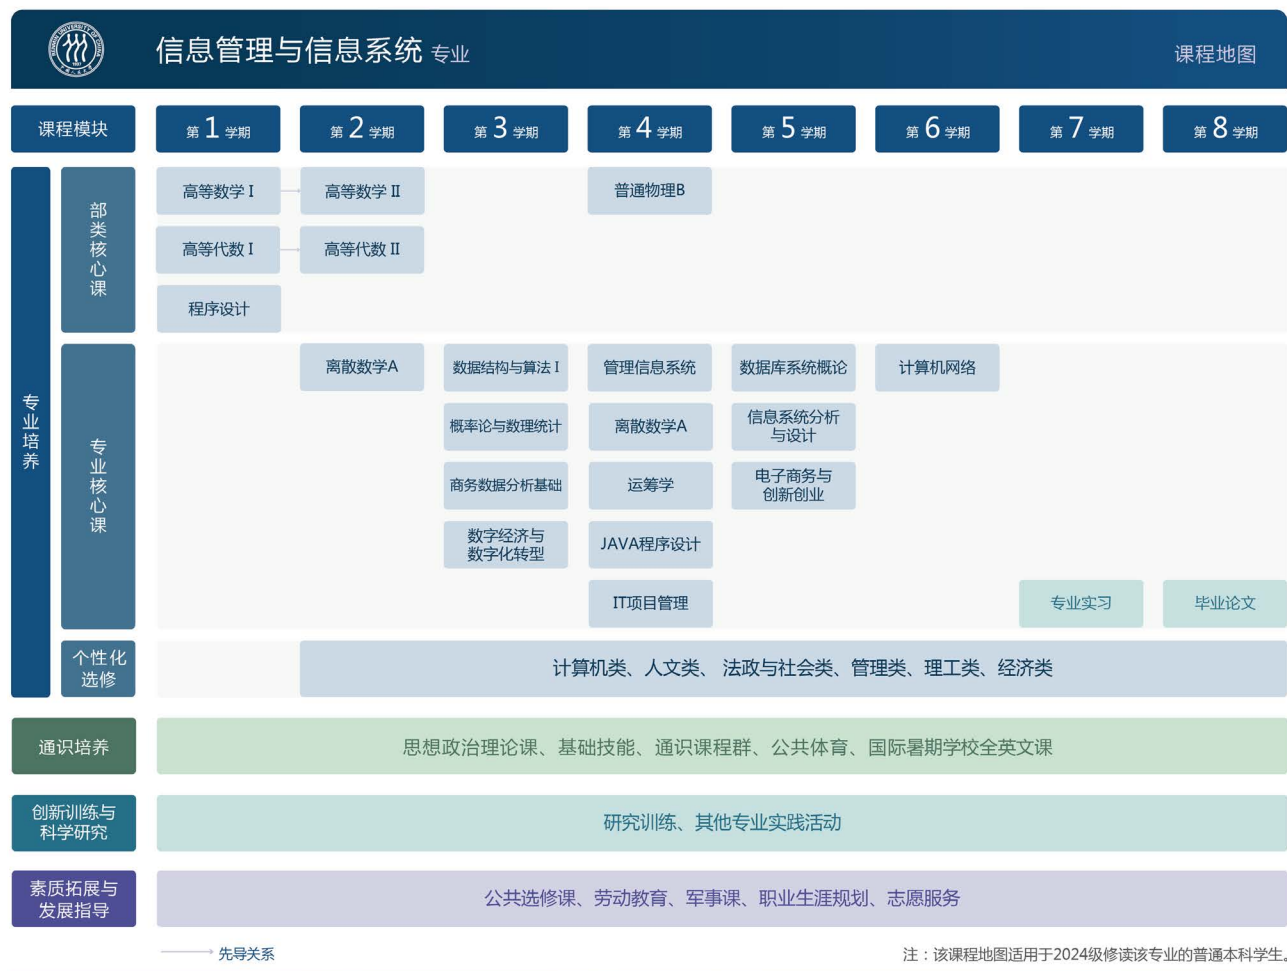 RENMIN UNIVERSITY OF CHINA
1937
中国人民大学
信息管理与信息系统 专业
课程地图
课程模块
第1学期
第2学期
第3学期
第4学期
第5学期
第6学期
第7学期
第8学期
专业培养
部类核心课
高等数学 I
高等数学 II
普通物理B
高等代数 I
高等代数 II
程序设计
专业核心课
离散数学A
数据结构与算法 I
管理信息系统
数据库系统概论
计算机网络
概率论与数理统计
离散数学A
信息系统分析
与设计
商务数据分析基础
运筹学
电子商务与
创新创业
数字经济与
数字化转型
JAVA程序设计
IT项目管理
专业实习
毕业论文
个性化
选修
计算机类、人文类、 法政与社会类、管理类、理工类、经济类
通识培养
思想政治理论课、基础技能、通识课程群、公共体育、国际暑期学校全英文课
创新训练与
科学研究
研究训练、其他专业实践活动
素质拓展与
发展指导
公共选修课、劳动教育、军事课、职业生涯规划、志愿服务
先导关系
注：该课程地图适用于2024级修读该专业的普通本科学生。